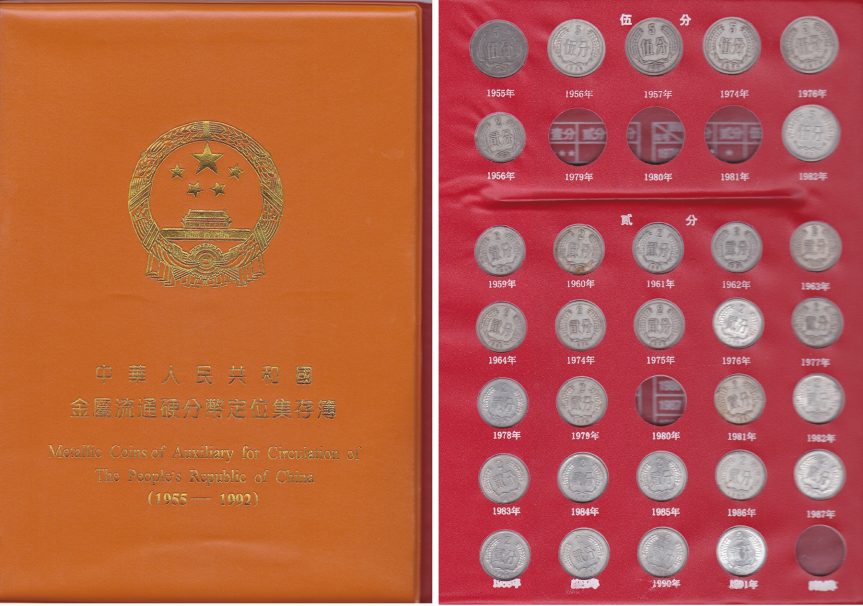 中華人民共和國
金屬流通硬分幣定位集存簿
Metallic Coins of Auxiliary for Circulation of
The People's Republic of China
(1955 — 1992)
伍 分
1955年 1956年 1957年 1974年 1976年
1956年 1979年 1980年 1981年 1982年
貳 分
1959年 1960年 1961年 1962年 1963年
1964年 1974年 1975年 1976年 1977年
1978年 1979年 1980年 1981年 1982年
1983年 1984年 1985年 1986年 1987年
1990年 1991年